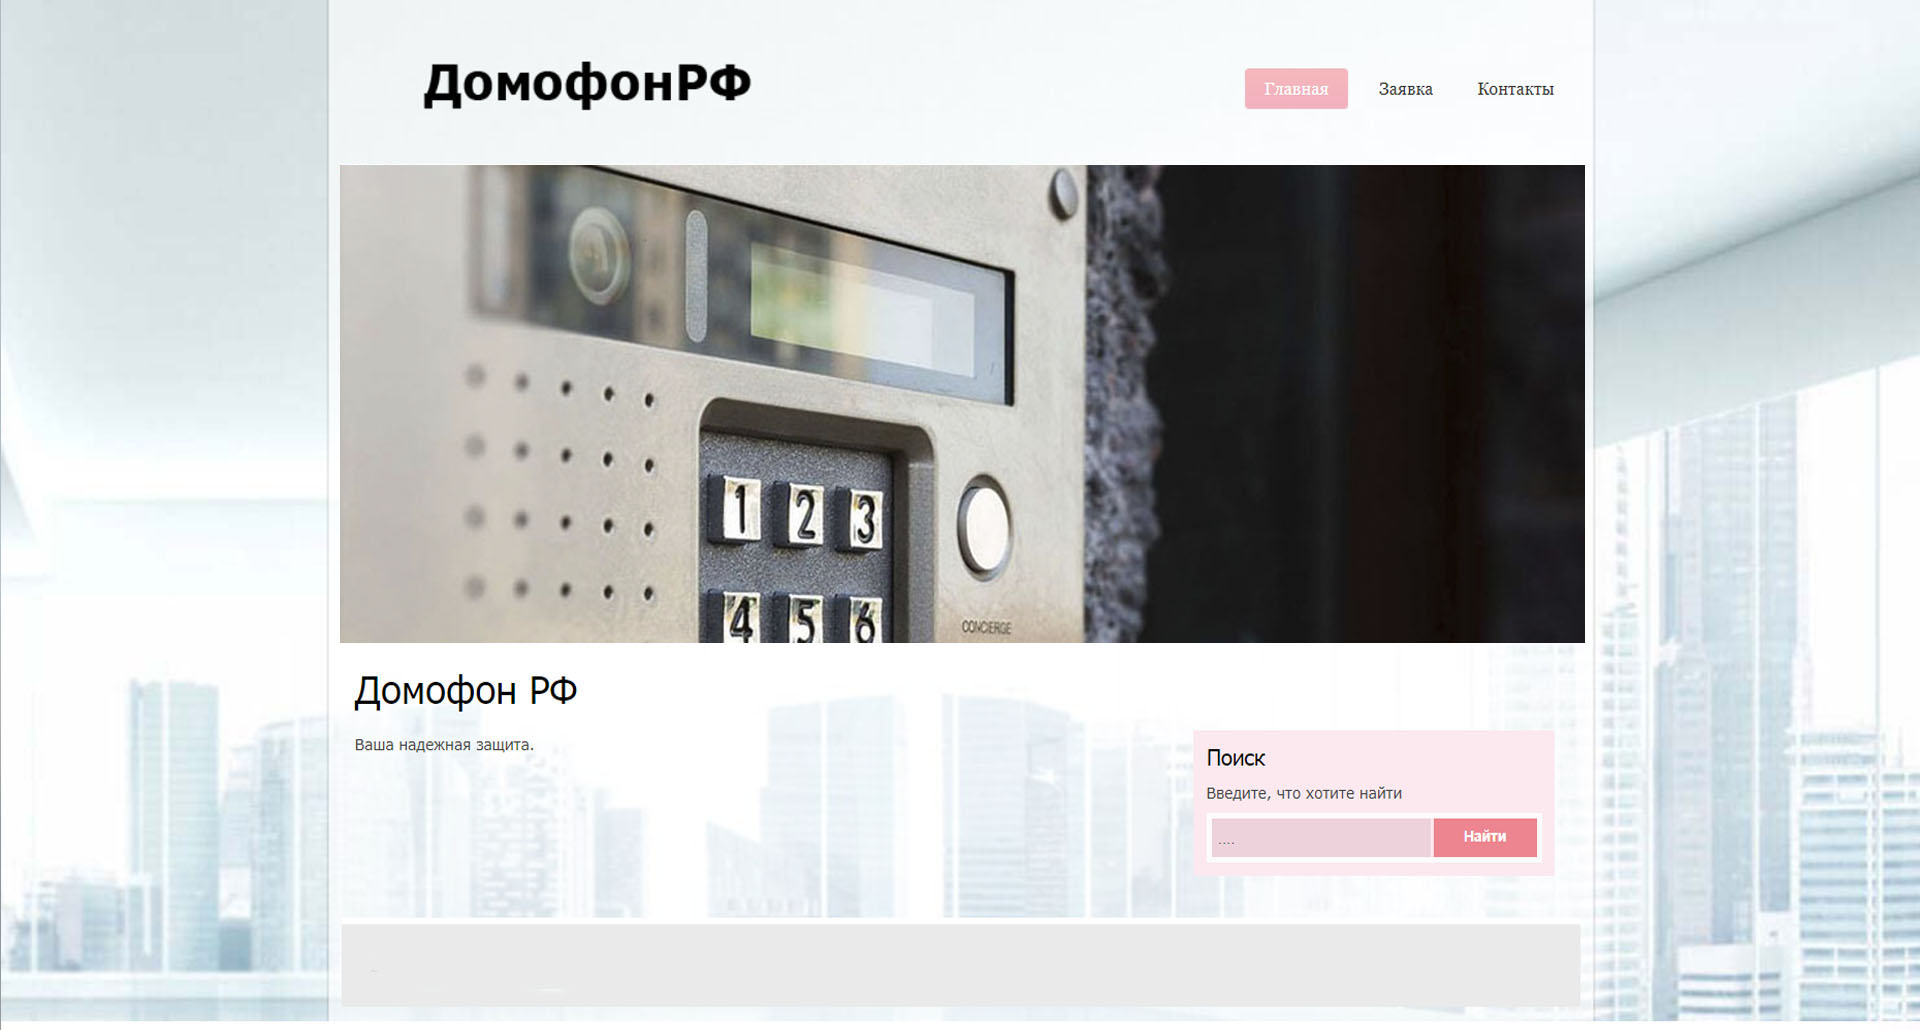 ДомофонРФ
Главная Заявка Контакты
1 2 3
4 5 6
CONCIERGE
Домофон РФ
Ваша надежная защита.
Поиск
Введите, что хотите найти
.... Найти